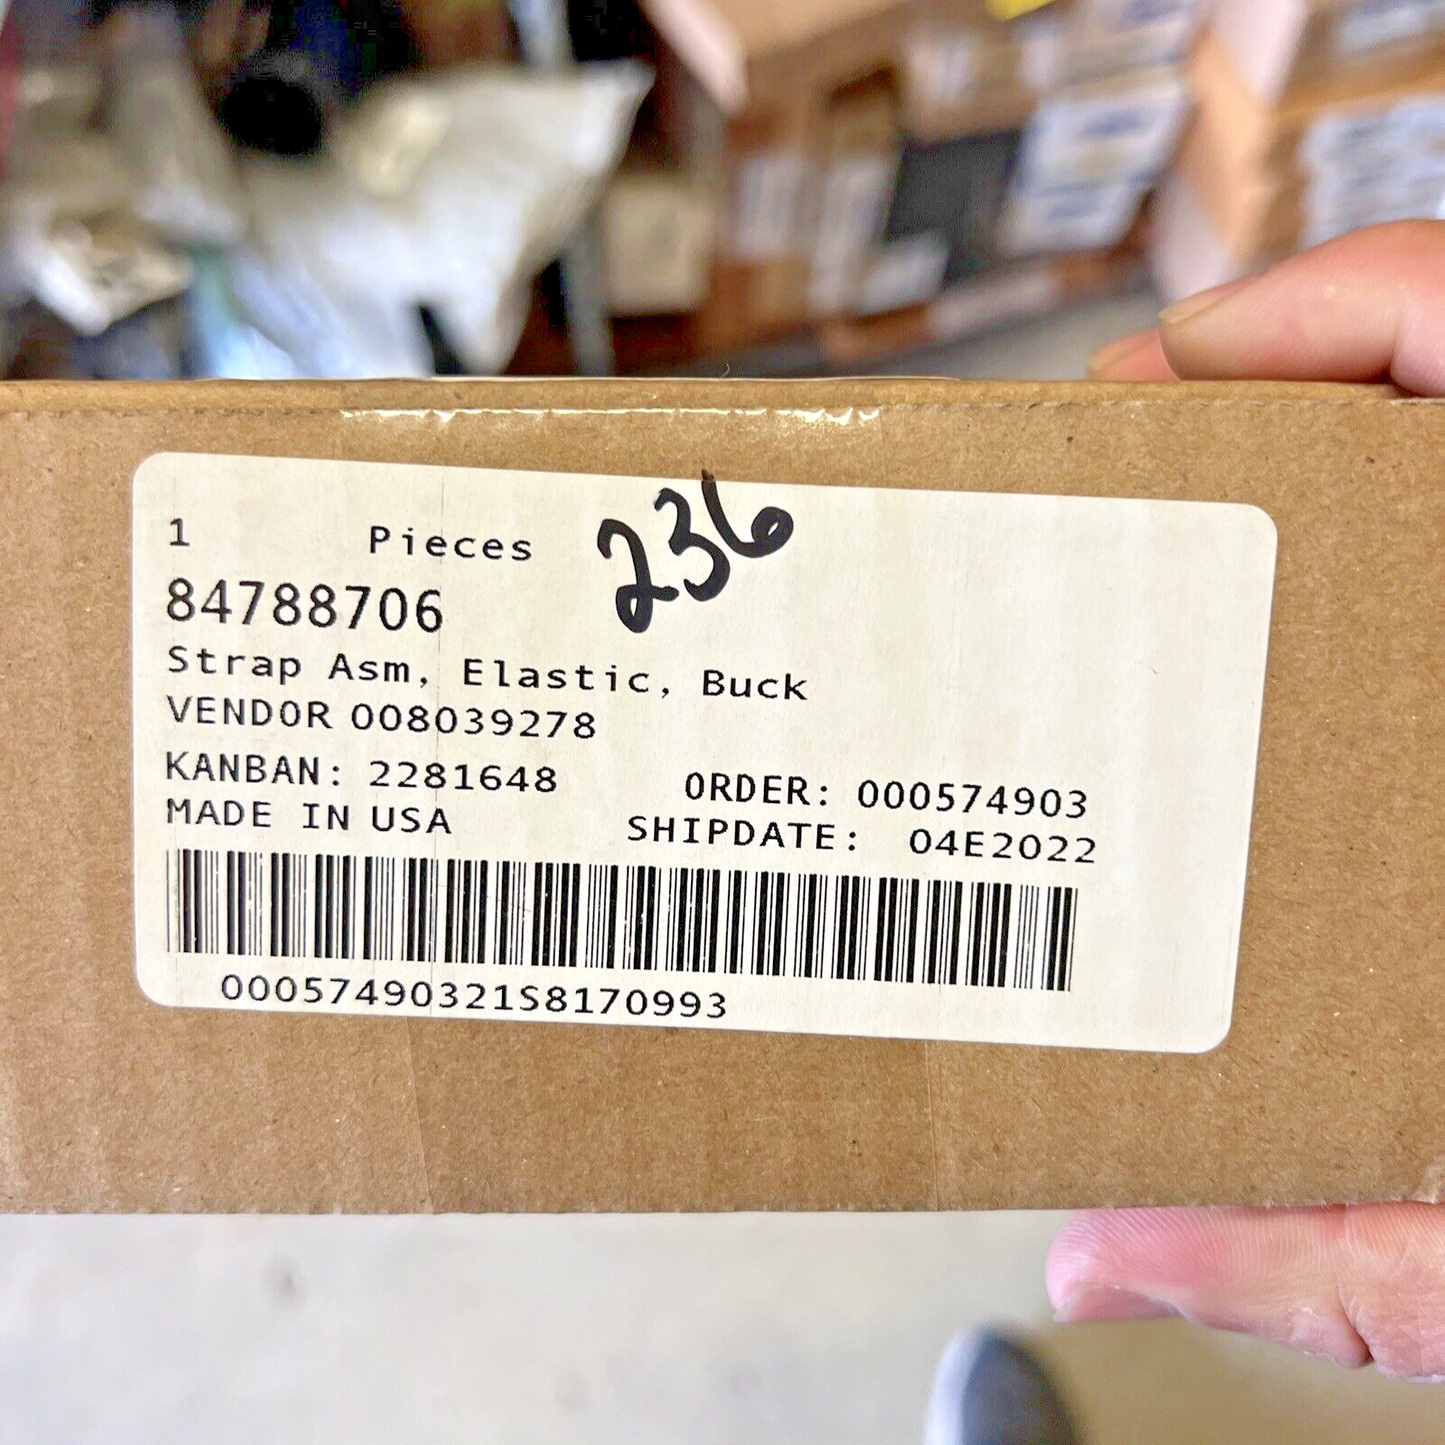 1 Pieces 236
84788706
Strap Asm, Elastic, Buck
VENDOR 008039278
KANBAN: 2281648 ORDER: 000574903
MADE IN USA SHIPDATE: 04E2022
00057490321S8170993